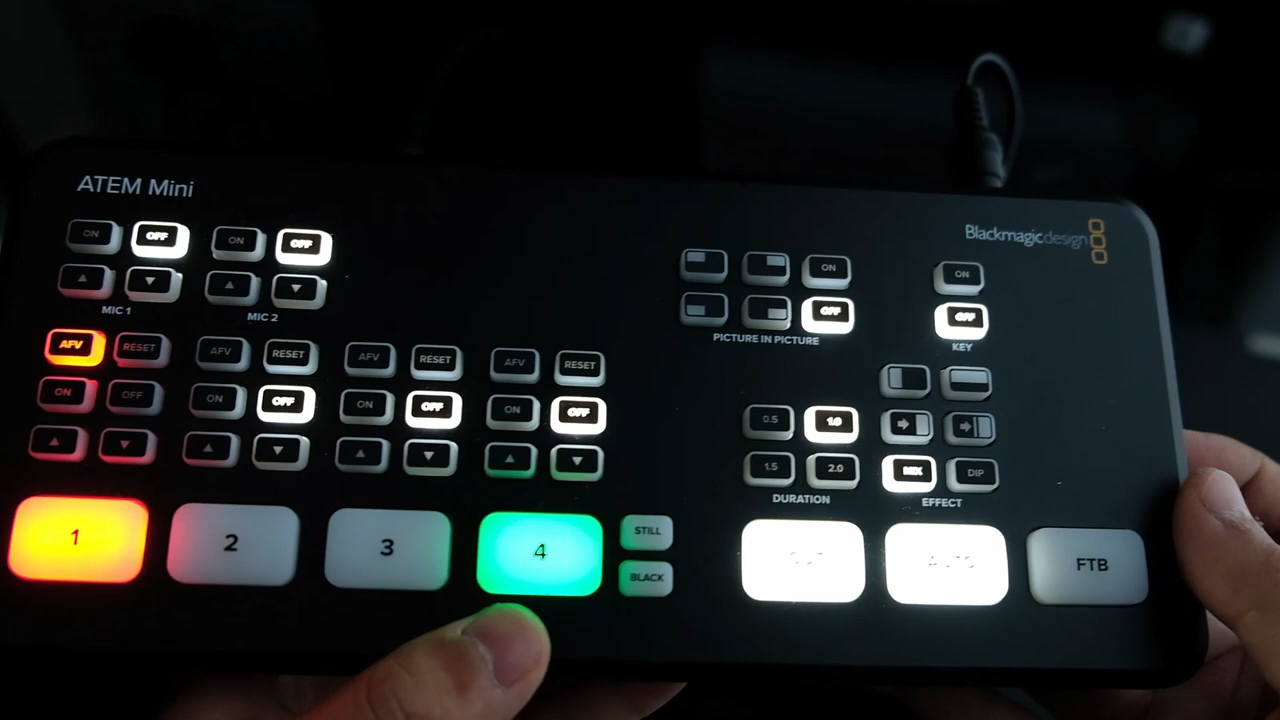 ATEM Mini
Blackmagicdesign
ON OFF ON OFF
MIC 1 MIC 2
ON
OFF
PICTURE IN PICTURE
ON
OFF
KEY
AFV RESET AFV RESET AFV RESET AFV RESET
ON OFF ON OFF ON OFF ON OFF
0.5 1.0
1.5 2.0
DURATION
MIX DIP
EFFECT
1 2 3 4
STILL
BLACK
AUTO FTB